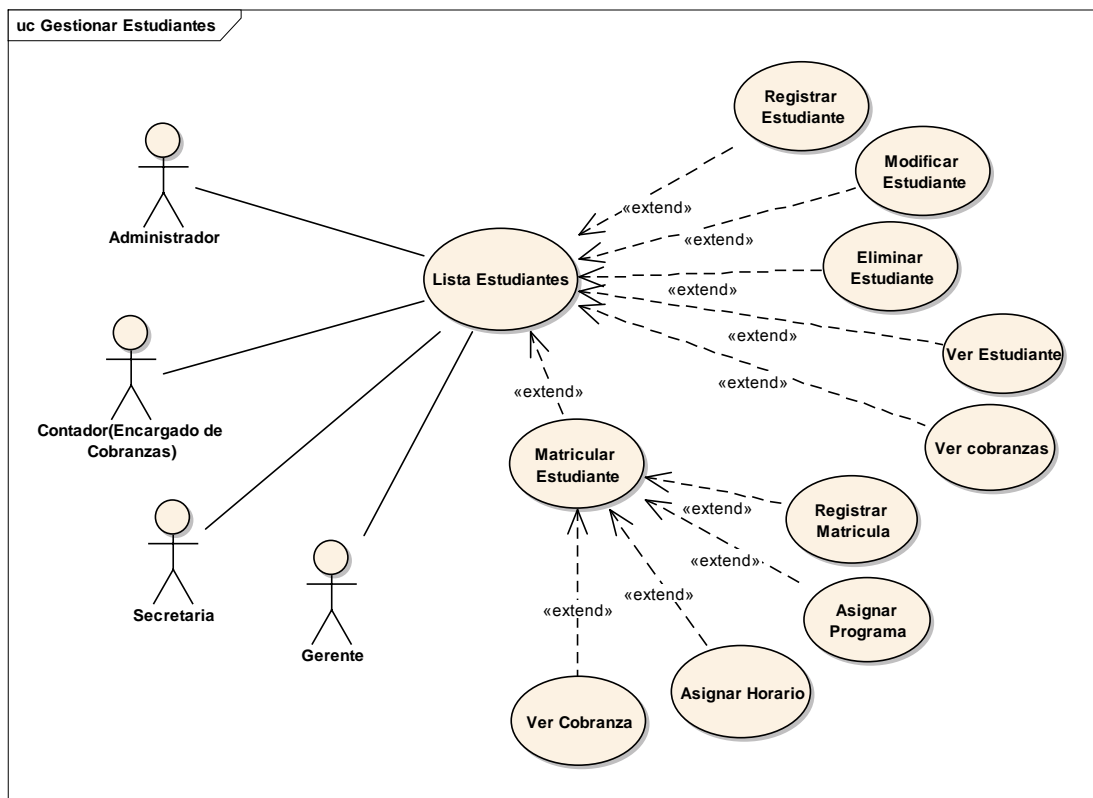 uc Gestionar Estudiantes
Registrar
Estudiante
Modificar
Estudiante
Administrador
«extend»
«extend»
Eliminar
Estudiante
Lista Estudiantes
«extend»
«extend»
Ver Estudiante
«extend»
«extend»
Contador(Encargado de
Cobranzas)
Ver cobranzas
Matricular
Estudiante
«extend»
Registrar
Matricula
«extend»
Secretaria
Gerente
«extend»
«extend»
Asignar
Programa
Asignar Horario
Ver Cobranza